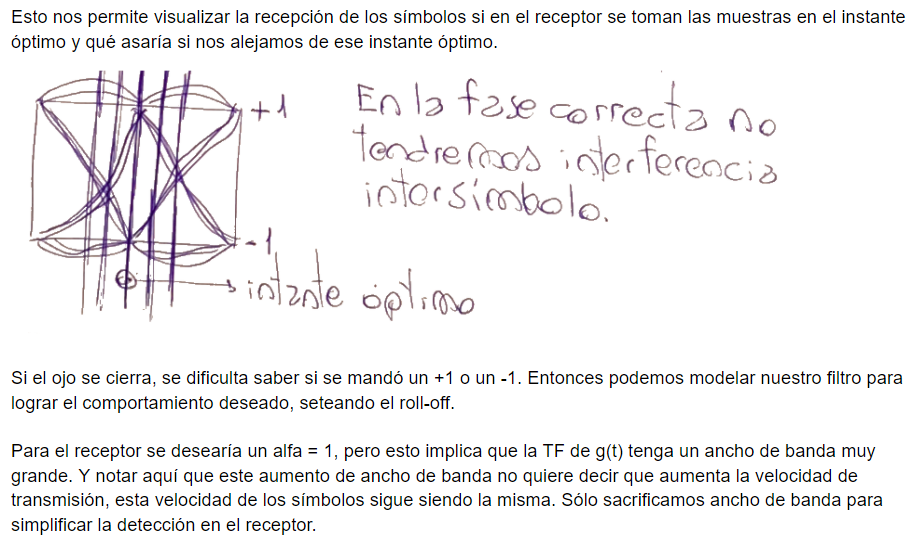 Esto nos permite visualizar la recepción de los símbolos si en el receptor se toman las muestras en el instante
óptimo y qué asaría si nos alejamos de ese instante óptimo.
+1
En la fase correcta no
tendremos interferencia
intersímbolo.
-1
intante óptimo
Si el ojo se cierra, se dificulta saber si se mandó un +1 o un -1. Entonces podemos modelar nuestro filtro para
lograr el comportamiento deseado, seteando el roll-off.
Para el receptor se desearía un alfa = 1, pero esto implica que la TF de g(t) tenga un ancho de banda muy
grande. Y notar aquí que este aumento de ancho de banda no quiere decir que aumenta la velocidad de
transmisión, esta velocidad de los símbolos sigue siendo la misma. Sólo sacrificamos ancho de banda para
simplificar la detección en el receptor.